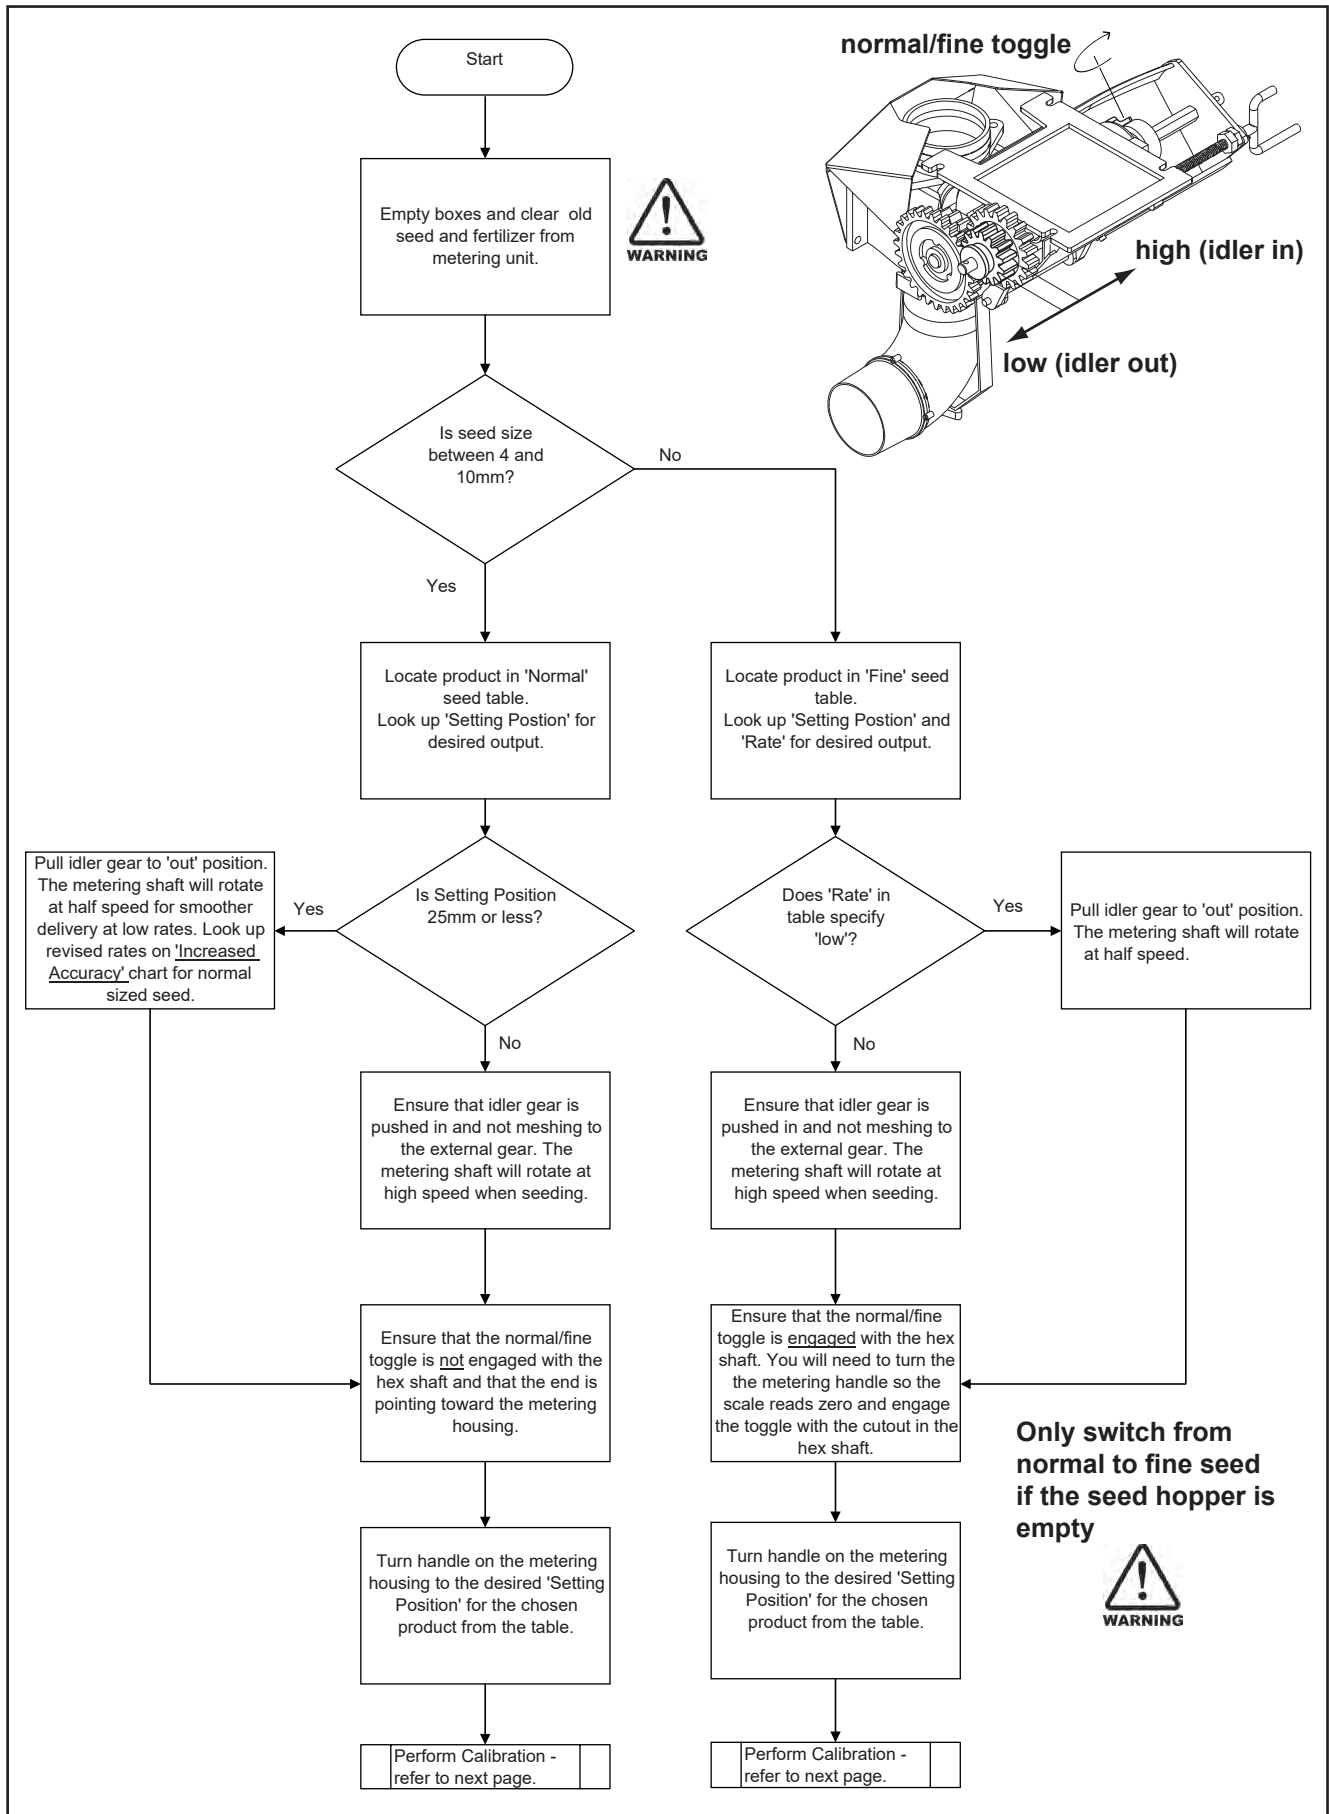 Start
normal/fine toggle
Empty boxes and clear old
seed and fertilizer from
metering unit.
WARNING
high (idler in)
low (idler out)
Is seed size
between 4 and
10mm?
No
Yes
Locate product in 'Normal'
seed table.
Look up 'Setting Postion' for
desired output.
Locate product in 'Fine' seed
table.
Look up 'Setting Postion' and
'Rate' for desired output.
Pull idler gear to 'out' position.
The metering shaft will rotate
at half speed for smoother
delivery at low rates. Look up
revised rates on 'Increased
Accuracy' chart for normal
sized seed.
Yes
Is Setting Position
25mm or less?
Does 'Rate' in
table specify
'low'?
Yes
Pull idler gear to 'out' position.
The metering shaft will rotate
at half speed.
No
No
Ensure that idler gear is
pushed in and not meshing to
the external gear. The
metering shaft will rotate at
high speed when seeding.
Ensure that idler gear is
pushed in and not meshing to
the external gear. The
metering shaft will rotate at
high speed when seeding.
Ensure that the normal/fine
toggle is not engaged with the
hex shaft and that the end is
pointing toward the metering
housing.
Ensure that the normal/fine
toggle is engaged with the hex
shaft. You will need to turn the
the metering handle so the
scale reads zero and engage
the toggle with the cutout in the
hex shaft.
Only switch from
normal to fine seed
if the seed hopper is
empty
WARNING
Turn handle on the metering
housing to the desired 'Setting
Position' for the chosen
product from the table.
Turn handle on the metering
housing to the desired 'Setting
Position' for the chosen
product from the table.
Perform Calibration -
refer to next page.
Perform Calibration -
refer to next page.